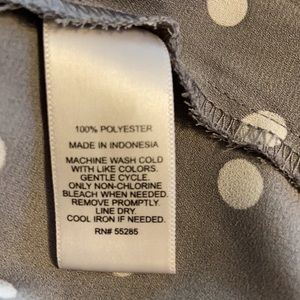 100% POLYESTER
MADE IN INDONESIA
MACHINE WASH COLD
WITH LIKE COLORS.
GENTLE CYCLE.
ONLY NON-CHLORINE
BLEACH WHEN NEEDED.
REMOVE PROMPTLY.
LINE DRY.
COOL IRON IF NEEDED.
RN# 55285